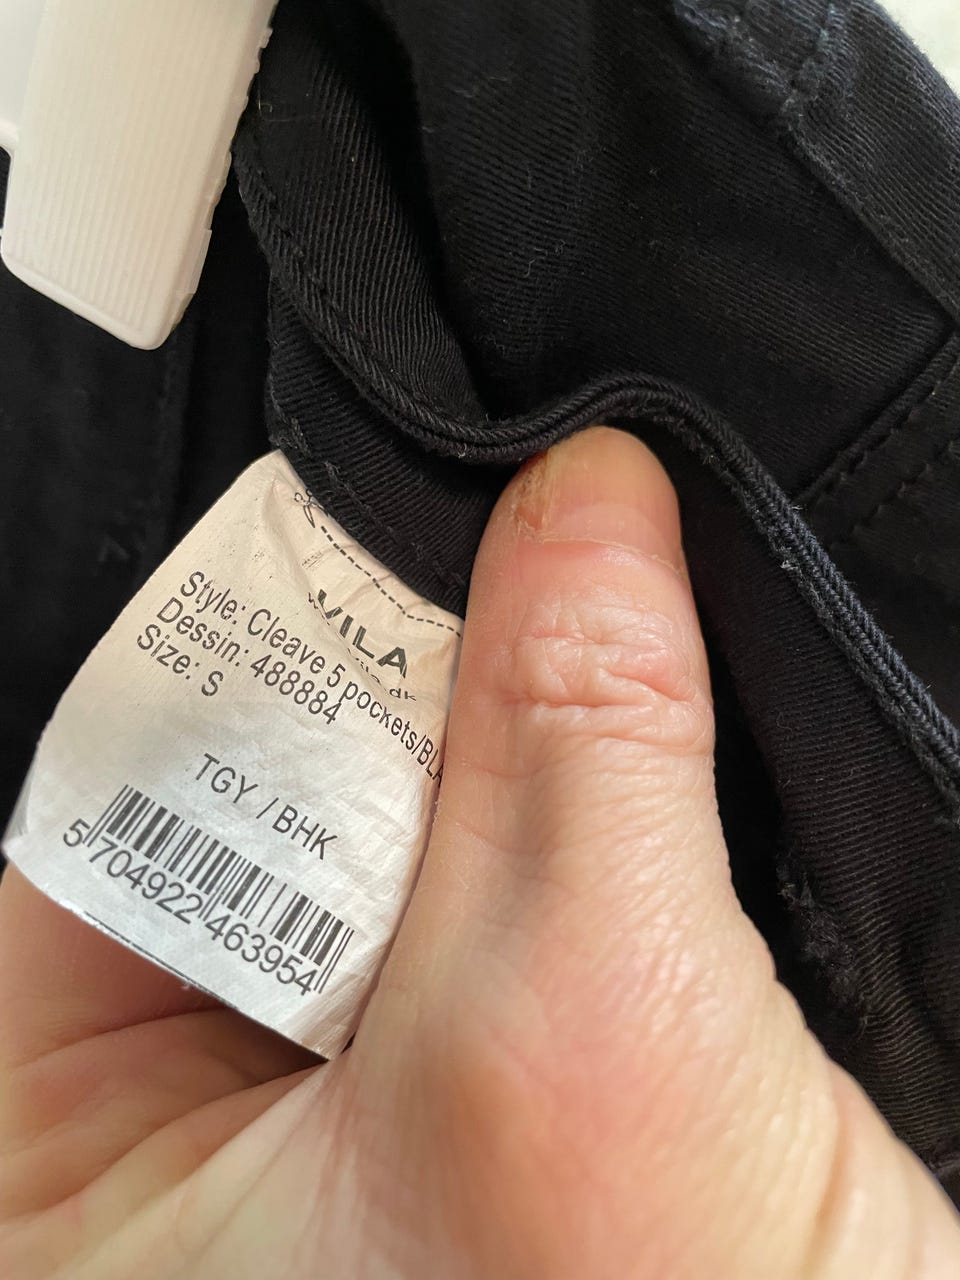 VILA
Style: Cleave 5 pockets/BLA
Dessin: 488884
Size: S
TGY / BHK
5 704922 463954